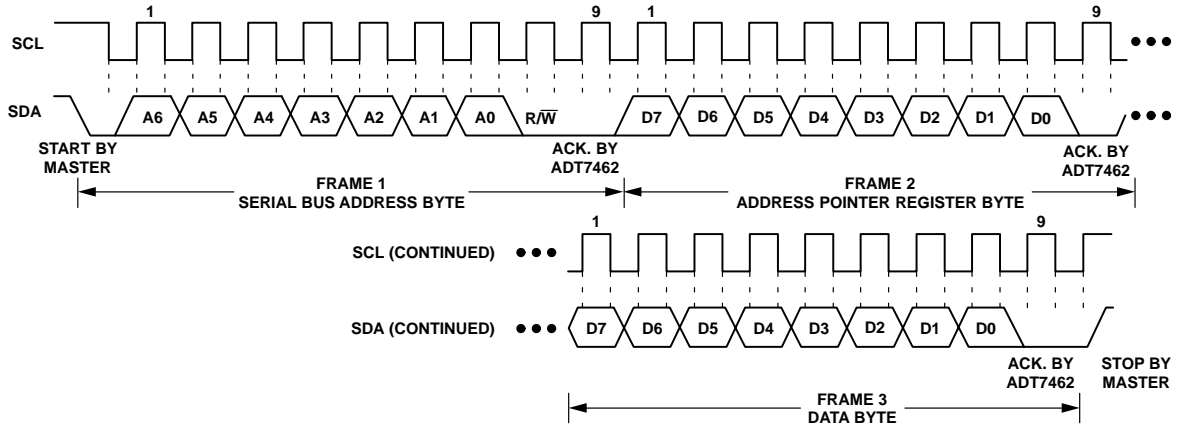 1 9 1 9
SCL
SDA A6 A5 A4 A3 A2 A1 A0 R/W̅ D7 D6 D5 D4 D3 D2 D1 D0
START BY
MASTER
ACK. BY
ADT7462
ACK. BY
ADT7462
FRAME 1
SERIAL BUS ADDRESS BYTE
FRAME 2
ADDRESS POINTER REGISTER BYTE
1 9
SCL (CONTINUED)
SDA (CONTINUED) D7 D6 D5 D4 D3 D2 D1 D0
ACK. BY
ADT7462
STOP BY
MASTER
FRAME 3
DATA BYTE